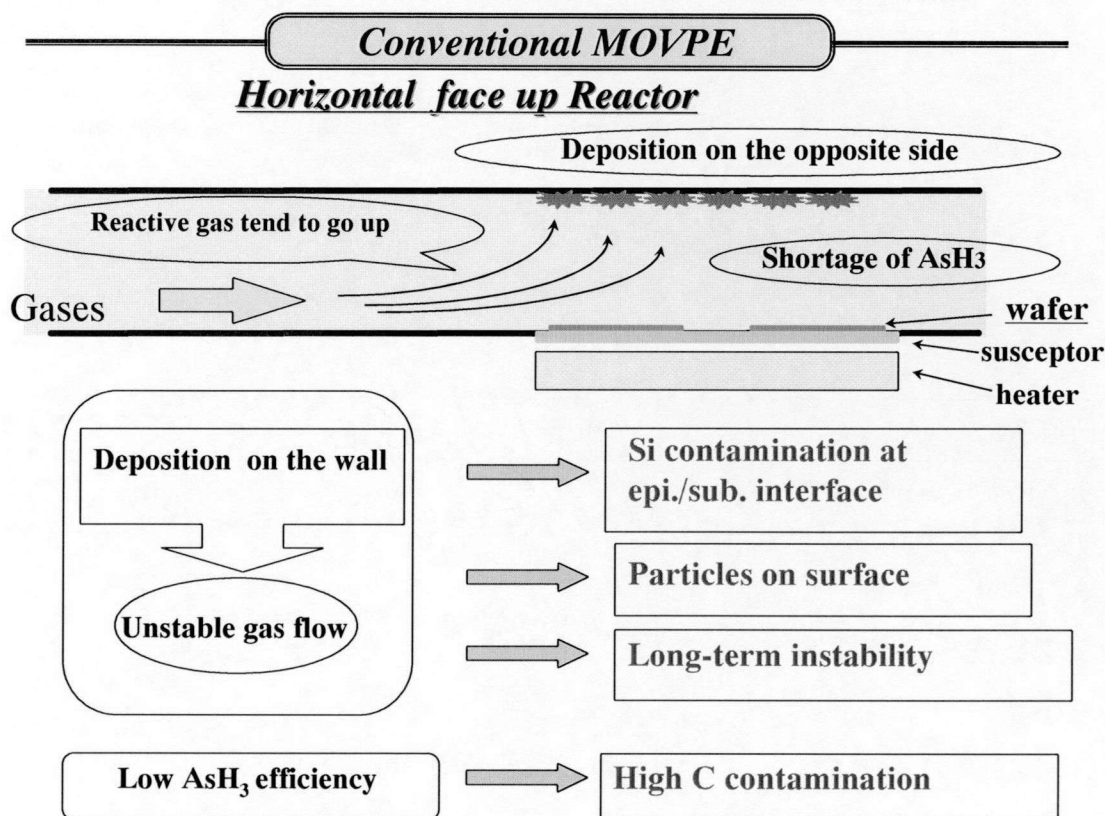 Conventional MOVPE
Horizontal face up Reactor
Deposition on the opposite side
Reactive gas tend to go up
Shortage of AsH3
Gases
wafer
susceptor
heater
Deposition on the wall
Unstable gas flow
Si contamination at
epi./sub. interface
Particles on surface
Long-term instability
Low AsH₃ efficiency
High C contamination